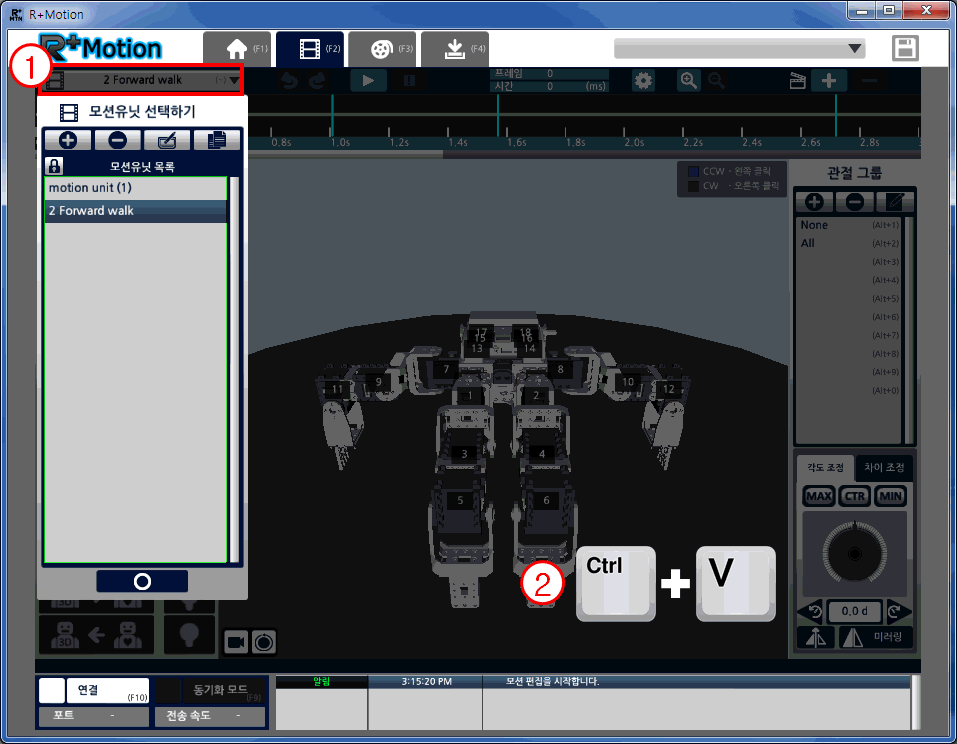 R+ MTN R+Motion
R+Motion
(F1)
(F2)
(F3)
(F4)
1
2 Forward walk (-)
프레임 0
시간 0 (ms)
모션유닛 선택하기
모션유닛 목록
motion unit (1)
2 Forward walk
0.8s 1.0s 1.2s 1.4s 1.6s 1.8s 2.0s 2.2s 2.4s 2.6s 2.8s
CCW - 왼쪽 클릭
CW - 오른쪽 클릭
관절 그룹
None (Alt+1)
All (Alt+2)
(Alt+3)
(Alt+4)
(Alt+5)
(Alt+6)
(Alt+7)
(Alt+8)
(Alt+9)
(Alt+0)
17 18
15 16
13 14
7 8
11 9 10 12
1 2
3 4
5 6
각도 조정 차이 조정
MAX CTR MIN
0,0 d
미러링
2 Ctrl + V
30
30
연결 (F10)
동기화 모드 (F9)
포트 -
전송 속도 -
알림 3:15:20 PM 모션 편집을 시작합니다.